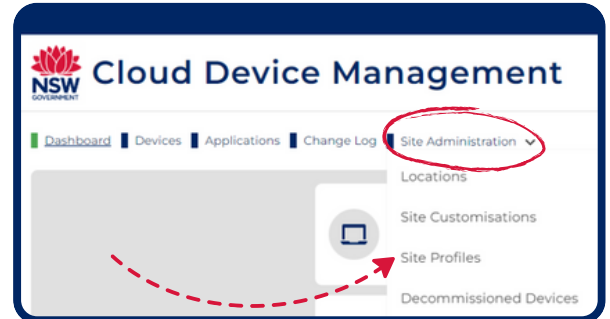 NSW
GOVERNMENT
Cloud Device Management
Dashboard Devices Applications Change Log Site Administration
Locations
Site Customisations
Site Profiles
Decommissioned Devices